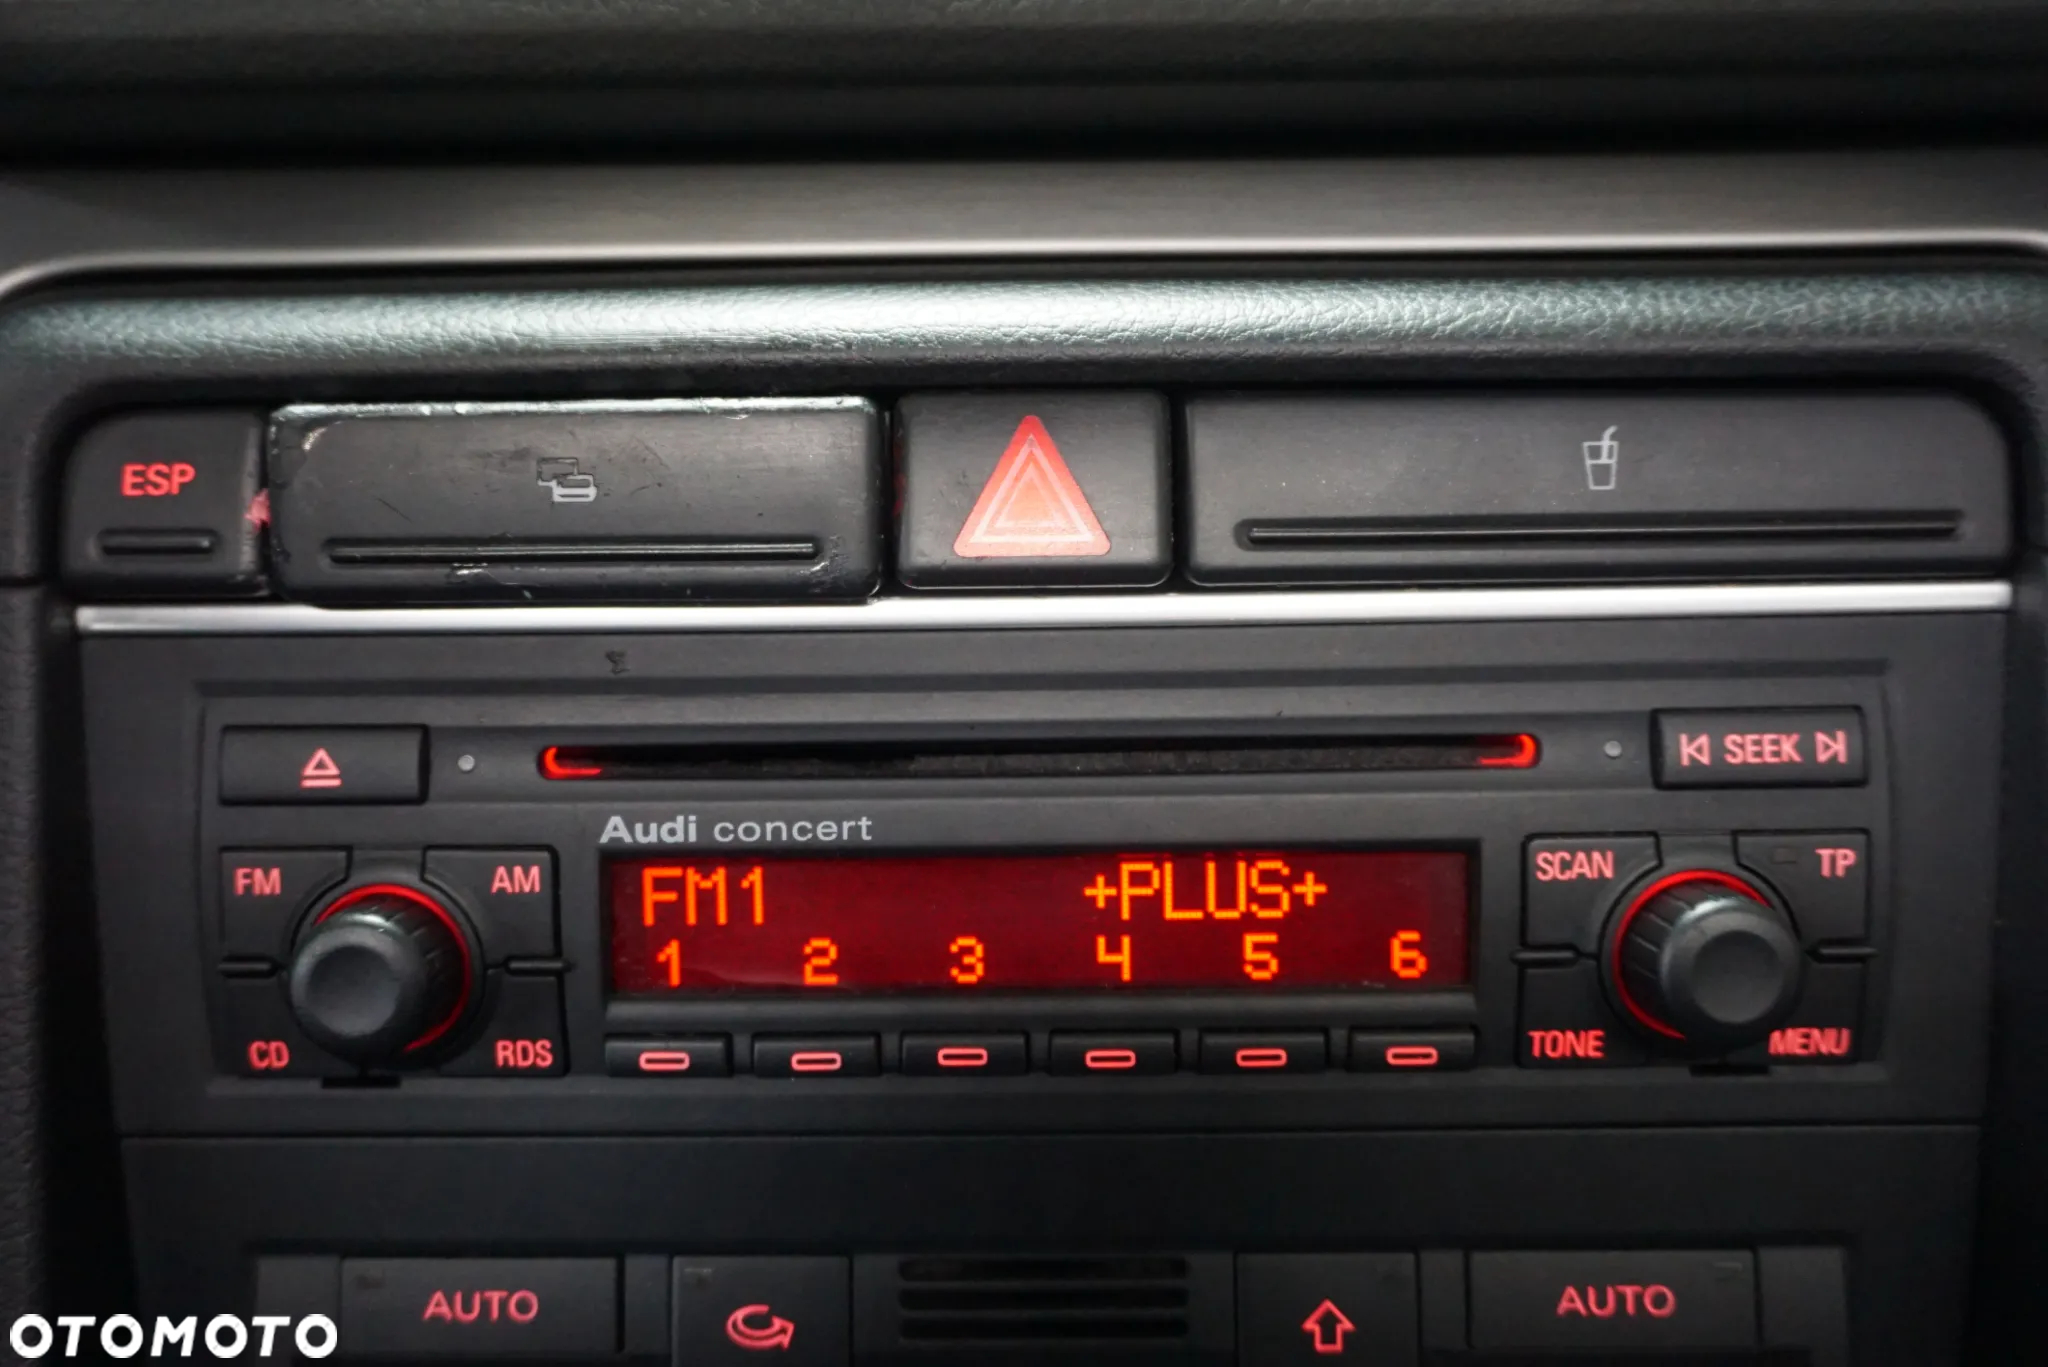 ESP
SEEK
Audi concert
FM AM
FM1 +PLUS+
1 2 3 4 5 6
SCAN TP
CD RDS
TONE MENU
AUTO AUTO
OTOMOTO